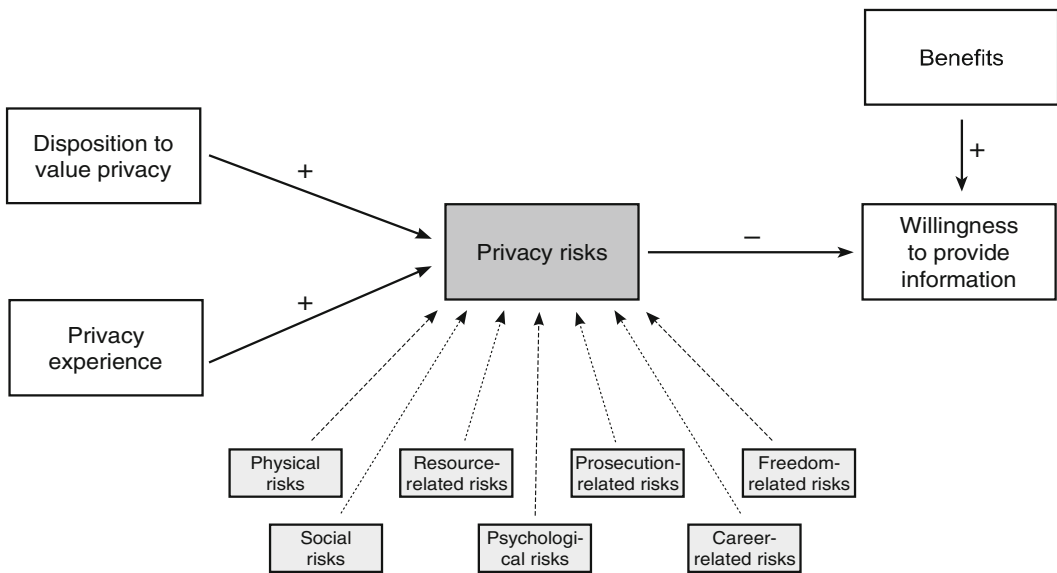 Benefits
+
Disposition to
value privacy
+
Privacy risks
−
Willingness
to provide
information
+
Privacy
experience
Physical
risks
Resource-
related risks
Prosecution-
related risks
Freedom-
related risks
Social
risks
Psychologi-
cal risks
Career-
related risks